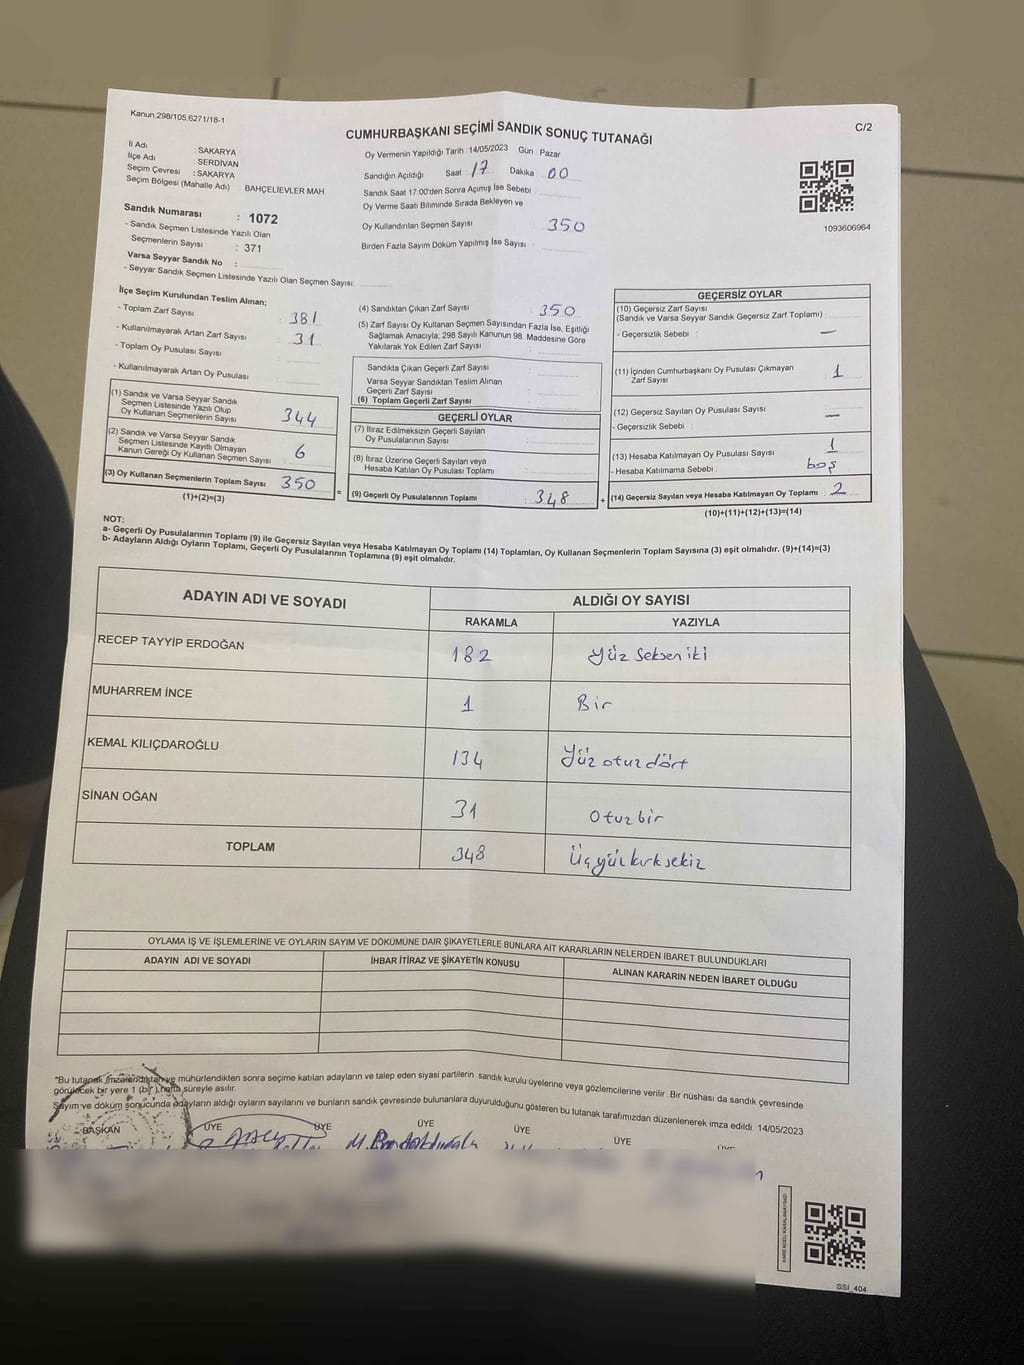 Kanun;298/105,6271/18-1
C/2
CUMHURBAŞKANI SEÇİMİ SANDIK SONUÇ TUTANAĞI
İl Adı : SAKARYA
İlçe Adı : SERDİVAN
Seçim Çevresi : SAKARYA
Seçim Bölgesi (Mahalle Adı) : BAHÇELİEVLER MAH
Sandık Numarası : 1072
- Sandık Seçmen Listesinde Yazılı Olan
Seçmenlerin Sayısı : 371
Varsa Seyyar Sandık No :
- Seyyar Sandık Seçmen Listesinde Yazılı Olan Seçmen Sayısı:
Oy Vermenin Yapıldığı Tarih : 14/05/2023 Gün : Pazar
Sandığın Açıldığı Saat : 17 Dakika : 00
Sandık Saat 17:00'den Sonra Açılmış İse Sebebi :
Oy Verme Saati Bitiminde Sırada Bekleyen ve
Oy Kullandırılan Seçmen Sayısı : 350
Birden Fazla Sayım Döküm Yapılmış İse Sayısı :
1093606964
İlçe Seçim Kurulundan Teslim Alınan;
- Toplam Zarf Sayısı : 381
- Kullanılmayarak Artan Zarf Sayısı : 31
- Toplam Oy Pusulası Sayısı :
- Kullanılmayarak Artan Oy Pusulası :
(1) Sandık ve Varsa Seyyar Sandık
Seçmen Listesinde Yazılı Olup
Oy Kullanan Seçmenlerin Sayısı : 344
(2) Sandık ve Varsa Seyyar Sandık
Seçmen Listesinde Kayıtlı Olmayan
Kanun Gereği Oy Kullanan Seçmen Sayısı : 6
(3) Oy Kullanan Seçmenlerin Toplam Sayısı : 350
(1)+(2)=(3)
(4) Sandıktan Çıkan Zarf Sayısı : 350
(5) Zarf Sayısı Oy Kullanan Seçmen Sayısından Fazla İse, Eşitliği
Sağlamak Amacıyla, 298 Sayılı Kanunun 98. Maddesine Göre
Yakılarak Yok Edilen Zarf Sayısı :
Sandıkta Çıkan Geçerli Zarf Sayısı :
Varsa Seyyar Sandıktan Teslim Alınan
Geçerli Zarf Sayısı :
(6) Toplam Geçerli Zarf Sayısı :
GEÇERLİ OYLAR
(7) İtiraz Edilmeksizin Geçerli Sayılan
Oy Pusulalarının Sayısı :
(8) İtiraz Üzerine Geçerli Sayılan veya
Hesaba Katılan Oy Pusulası Toplamı :
= (9) Geçerli Oy Pusulalarının Toplamı : 348 +
GEÇERSİZ OYLAR
(10) Geçersiz Zarf Sayısı
(Sandık ve Varsa Seyyar Sandık Geçersiz Zarf Toplamı) :
- Geçersizlik Sebebi : —
(11) İçinden Cumhurbaşkanı Oy Pusulası Çıkmayan
Zarf Sayısı : 1
(12) Geçersiz Sayılan Oy Pusulası Sayısı : —
- Geçersizlik Sebebi :
(13) Hesaba Katılmayan Oy Pusulası Sayısı : 1
- Hesaba Katılmama Sebebi : boş
(14) Geçersiz Sayılan veya Hesaba Katılmayan Oy Toplamı : 2
(10)+(11)+(12)+(13)=(14)
NOT:
a- Geçerli Oy Pusulalarının Toplamı (9) ile Geçersiz Sayılan veya Hesaba Katılmayan Oy Toplamı (14) Toplamları, Oy Kullanan Seçmenlerin Toplam Sayısına (3) eşit olmalıdır. (9)+(14)=(3)
b- Adayların Aldığı Oyların Toplamı, Geçerli Oy Pusulalarının Toplamına (9) eşit olmalıdır.
ADAYIN ADI VE SOYADI ALDIĞI OY SAYISI
RAKAMLA YAZIYLA
RECEP TAYYİP ERDOĞAN 182 Yüz Seksen iki
MUHARREM İNCE 1 Bir
KEMAL KILIÇDAROĞLU 134 Yüz otuz dört
SİNAN OĞAN 31 Otuz bir
TOPLAM 348 Üç yüz kırk sekiz
OYLAMA İŞ VE İŞLEMLERİNE VE OYLARIN SAYIM VE DÖKÜMÜNE DAİR ŞİKAYETLERLE BUNLARA AİT KARARLARIN NELERDEN İBARET BULUNDUKLARI
ADAYIN ADI VE SOYADI İHBAR İTİRAZ VE ŞİKAYETİN KONUSU ALINAN KARARIN NEDEN İBARET OLDUĞU
*Bu tutanak imzalandıktan ve mühürlendikten sonra seçime katılan adayların ve talep eden siyasi partilerin sandık kurulu üyelerine veya gözlemcilerine verilir. Bir nüshası da sandık çevresinde
görülecek bir yere 1 (bir) hafta süreyle asılır.
Sayım ve döküm sonucunda adayların aldığı oyların sayılarını ve bunların sandık çevresinde bulunanlara duyurulduğunu gösteren bu tutanak tarafımızdan düzenlenerek imza edildi. 14/05/2023
BAŞKAN ÜYE ÜYE ÜYE ÜYE ÜYE
SSI_404